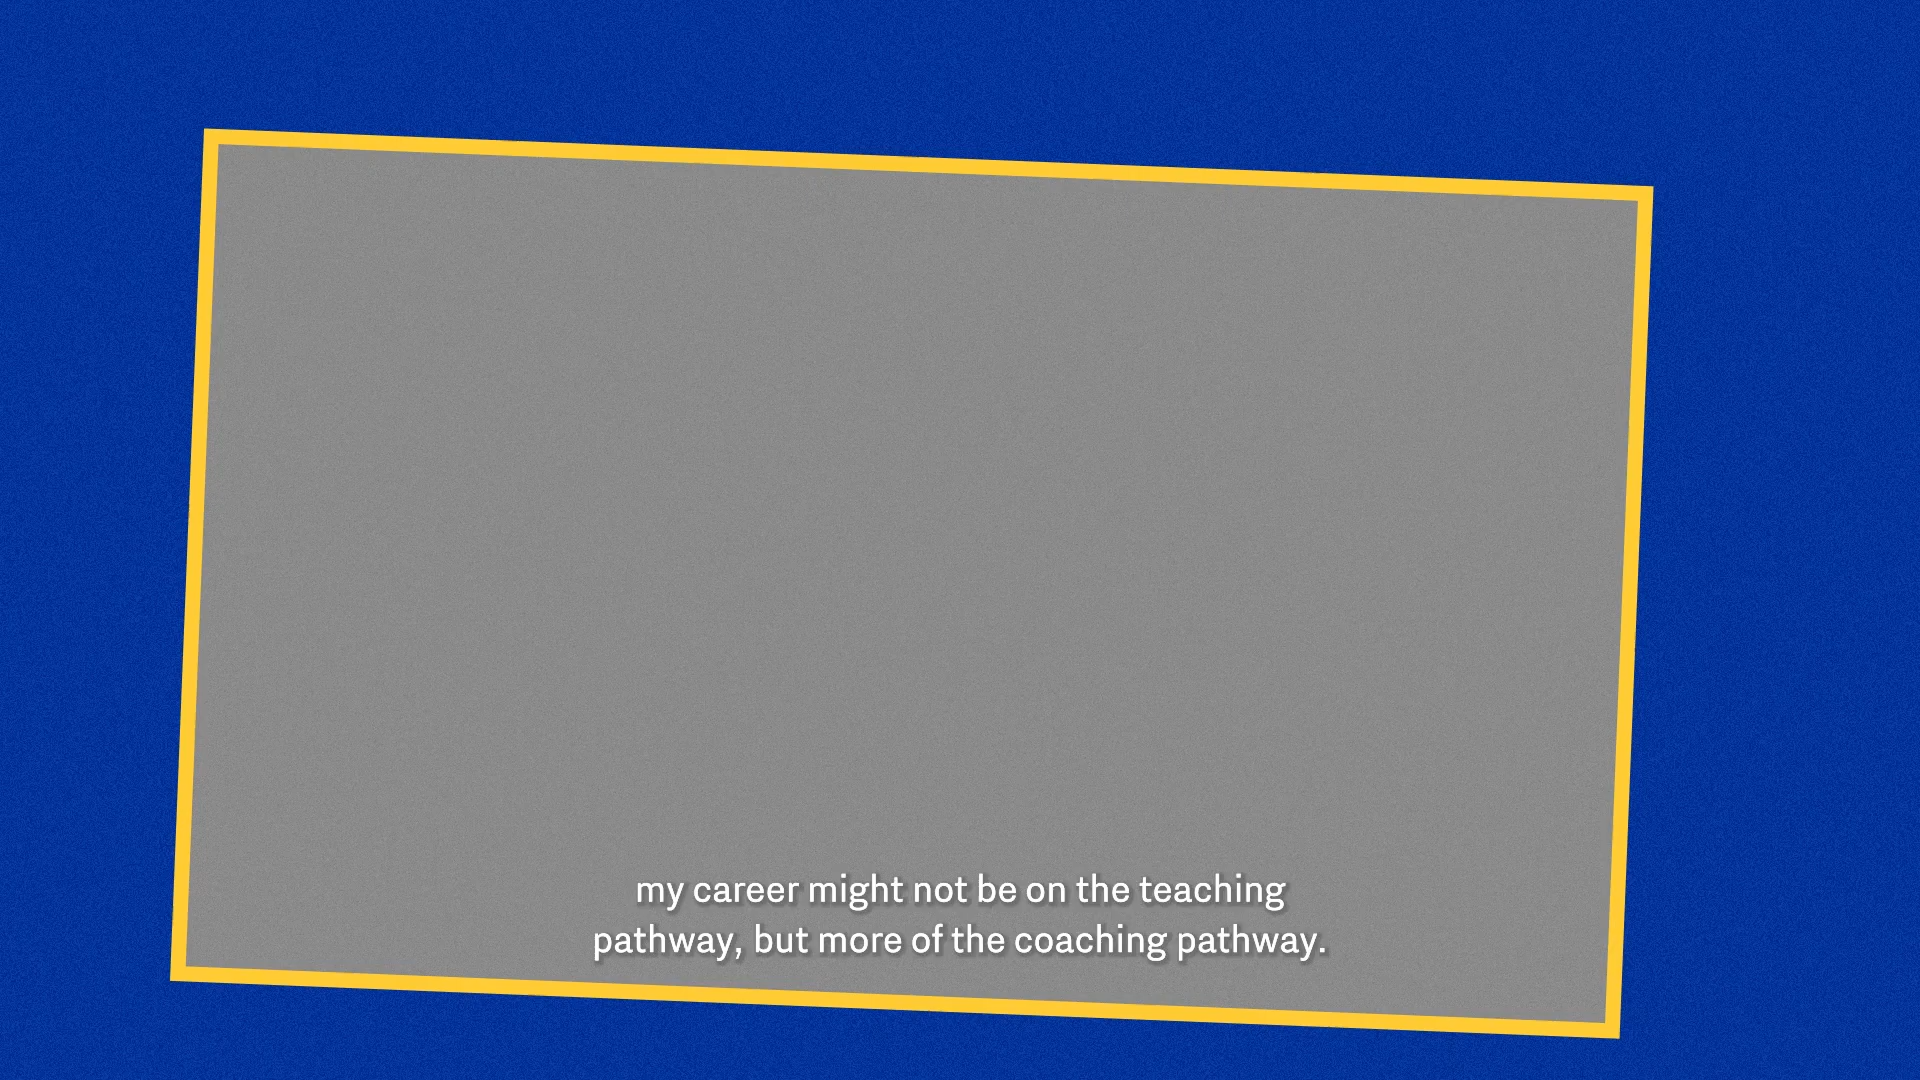 my career might not be on the teaching
pathway, but more of the coaching pathway.